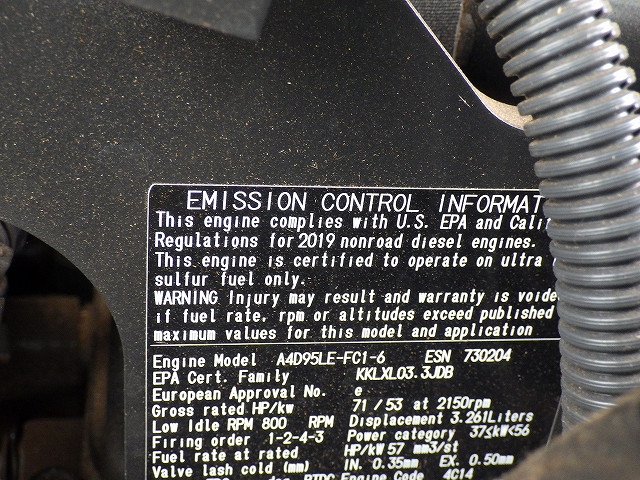 EMISSION CONTROL INFORMAT
This engine complies with U.S. EPA and Calif
Regulations for 2019 nonroad diesel engines.
This engine is certified to operate on ultra
sulfur fuel only.
WARNING Injury may result and warranty is voide
if fuel rate, rpm or altitudes exceed published
maximum values for this model and application
Engine Model A4D95LE-FC1-6 ESN 730204
EPA Cert. Family KKLXL03.3JDB
European Approval No. e
Gross rated HP/kw 71/53 at 2150rpm
Low Idle RPM 800 RPM Displacement 3.261Liters
Firing order 1-2-4-3 Power category 37≤kW<56
Fuel rate at rated HP/kW 57 mm3/st
Valve lash cold (mm) IN. 0.35mm EX. 0.50mm
Engine Code 4C14